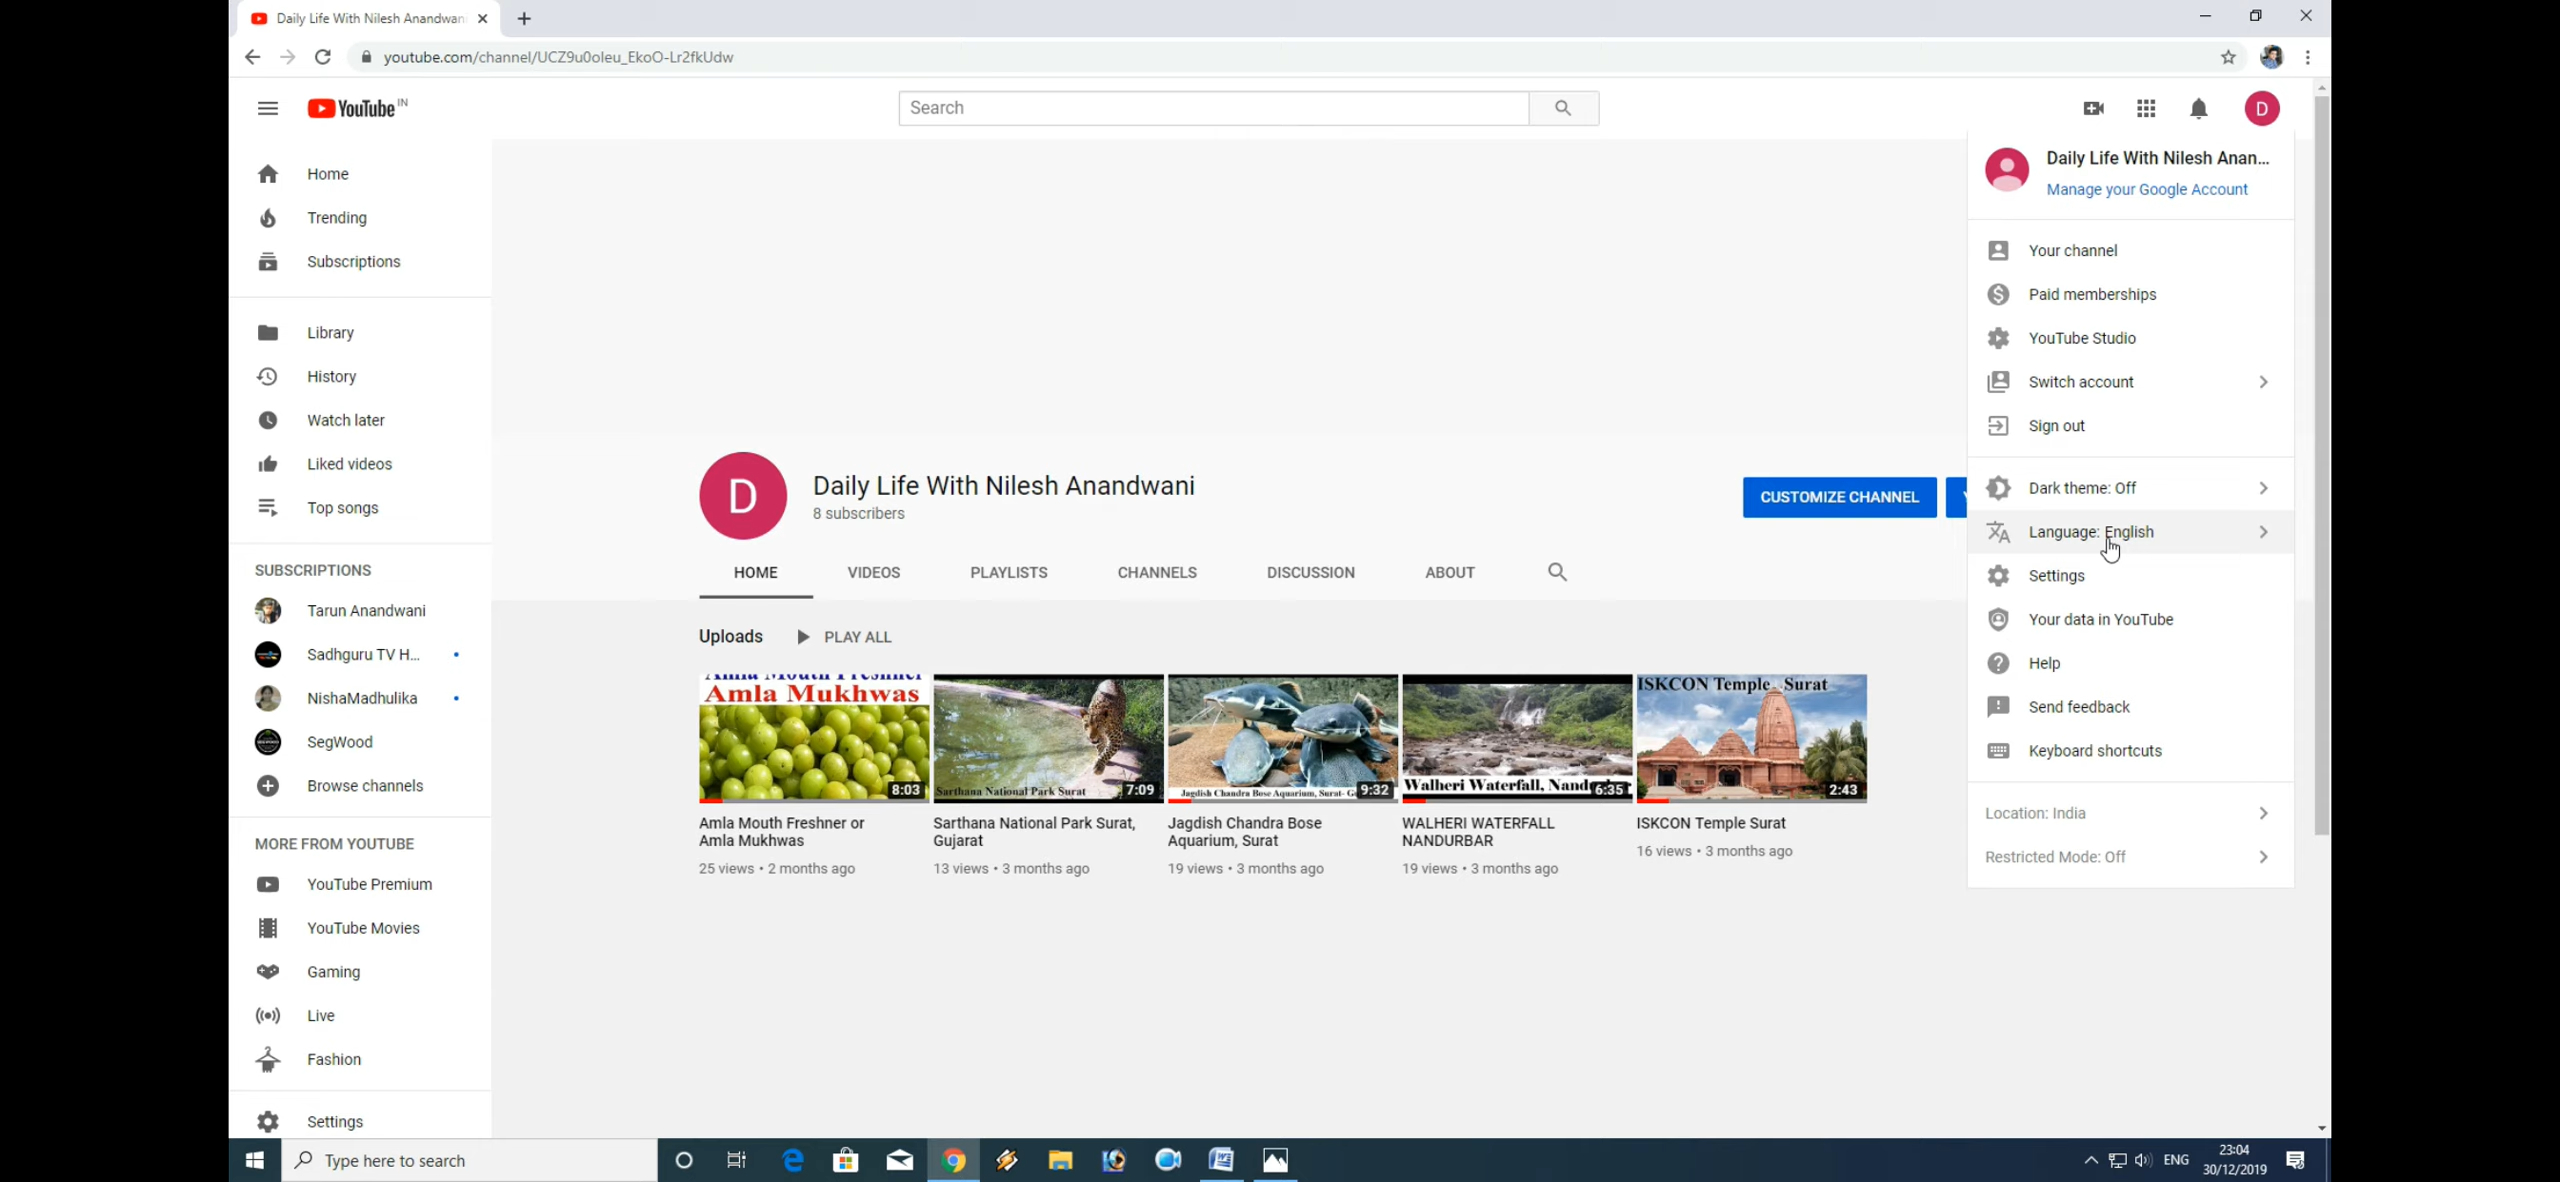 Daily Life With Nilesh Anandwan
youtube.com/channel/UCZ9u0oleu_EkoO-Lr2fkUdw
YouTube IN
Search
D
Home
Trending
Subscriptions
Library
History
Watch later
Liked videos
Top songs
SUBSCRIPTIONS
Tarun Anandwani
Sadhguru TV H...
NishaMadhulika
SegWood
Browse channels
MORE FROM YOUTUBE
YouTube Premium
YouTube Movies
Gaming
Live
Fashion
Settings
D
Daily Life With Nilesh Anandwani
8 subscribers
CUSTOMIZE CHANNEL
HOME VIDEOS PLAYLISTS CHANNELS DISCUSSION ABOUT
Uploads PLAY ALL
Amla Mouth Freshner
Amla Mukhwas
8:03
Amla Mouth Freshner or
Amla Mukhwas
25 views • 2 months ago
Sarthana National Park Surat
7:09
Sarthana National Park Surat,
Gujarat
13 views • 3 months ago
Jagdish Chandra Bose Aquarium, Surat- G
9:32
Jagdish Chandra Bose
Aquarium, Surat
19 views • 3 months ago
Walheri Waterfall, Nand
6:35
WALHERI WATERFALL
NANDURBAR
19 views • 3 months ago
ISKCON Temple, Surat
2:43
ISKCON Temple Surat
16 views • 3 months ago
Daily Life With Nilesh Anan...
Manage your Google Account
Your channel
Paid memberships
YouTube Studio
Switch account
Sign out
Dark theme: Off
Language: English
Settings
Your data in YouTube
Help
Send feedback
Keyboard shortcuts
Location: India
Restricted Mode: Off
Type here to search
ENG
23:04
30/12/2019